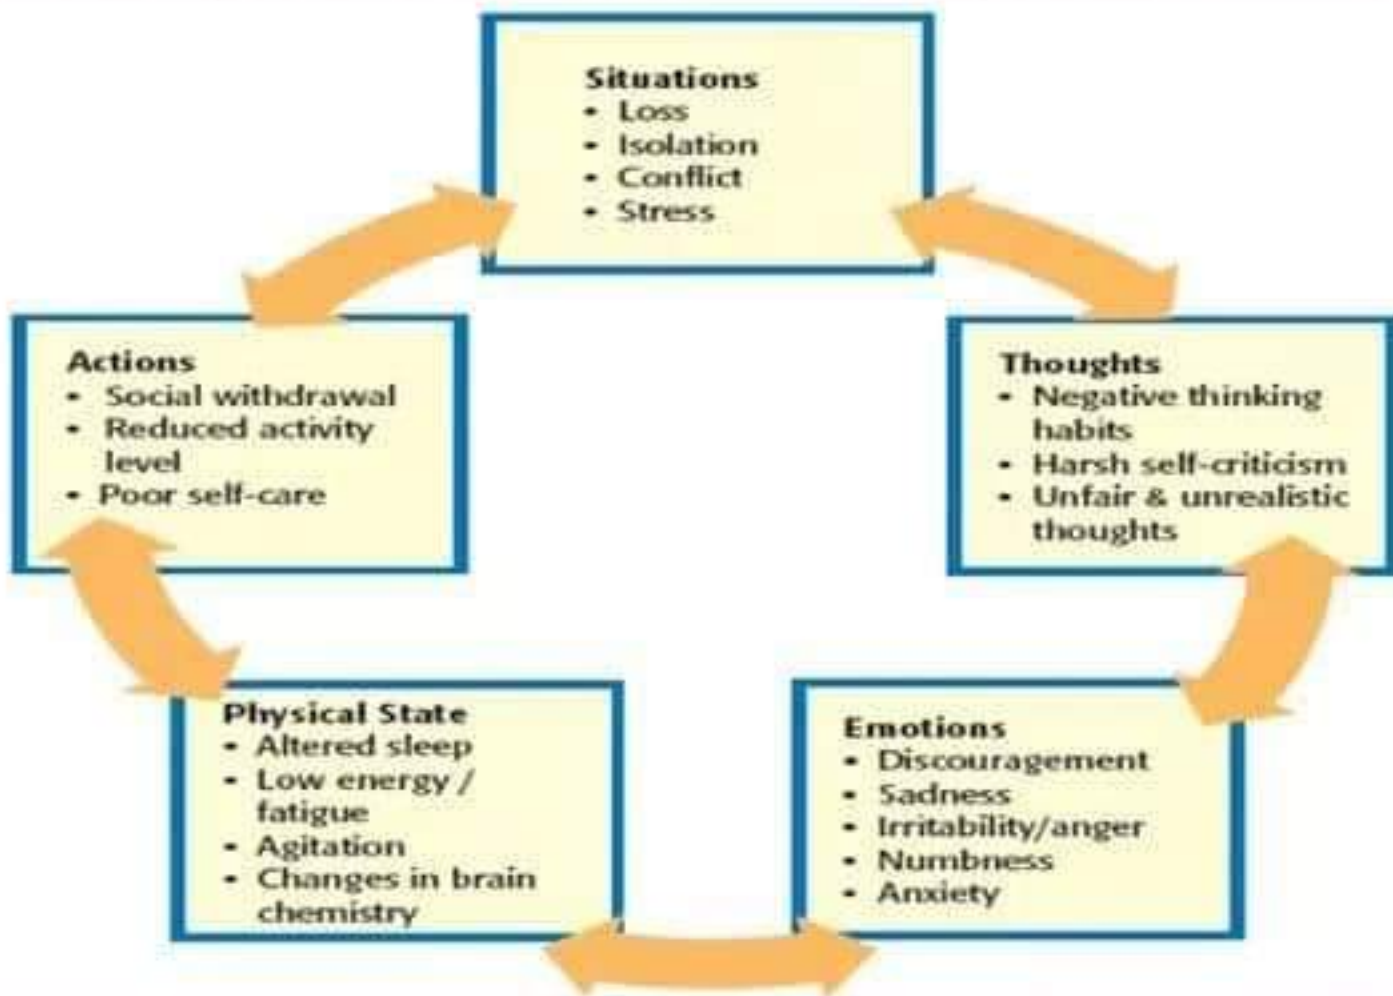 Situations
• Loss
• Isolation
• Conflict
• Stress
Actions
• Social withdrawal
• Reduced activity
level
• Poor self-care
Thoughts
• Negative thinking
habits
• Harsh self-criticism
• Unfair & unrealistic
thoughts
Physical State
• Altered sleep
• Low energy /
fatigue
• Agitation
• Changes in brain
chemistry
Emotions
• Discouragement
• Sadness
• Irritability/anger
• Numbness
• Anxiety